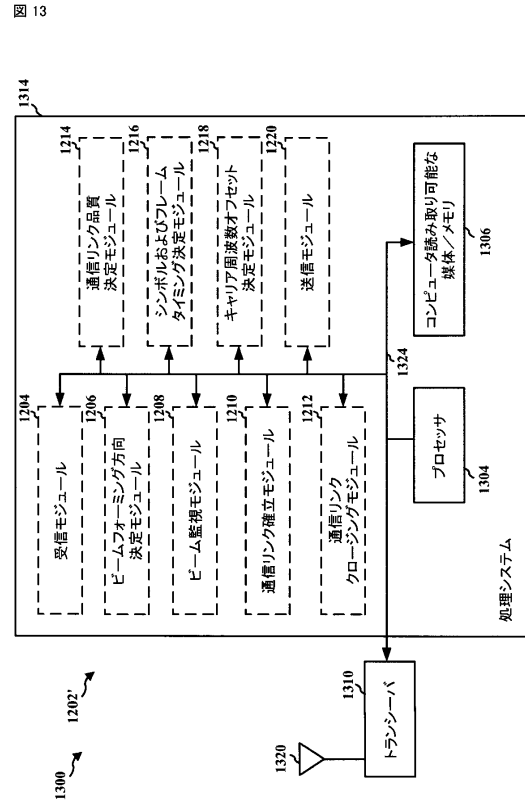 図 13
1300
1202'
1314
1204
受信モジュール
1206
ビームフォーミング方向
決定モジュール
1208
ビーム監視モジュール
1210
通信リンク確立モジュール
1212
通信リンク
クロージングモジュール
1214
通信リンク品質
決定モジュール
1216
シンボルおよびフレーム
タイミング決定モジュール
1218
キャリア周波数オフセット
決定モジュール
1220
送信モジュール
1324
1320
トランシーバ
1310
プロセッサ
1304
コンピュータ読み取り可能な
媒体／メモリ
1306
処理システム